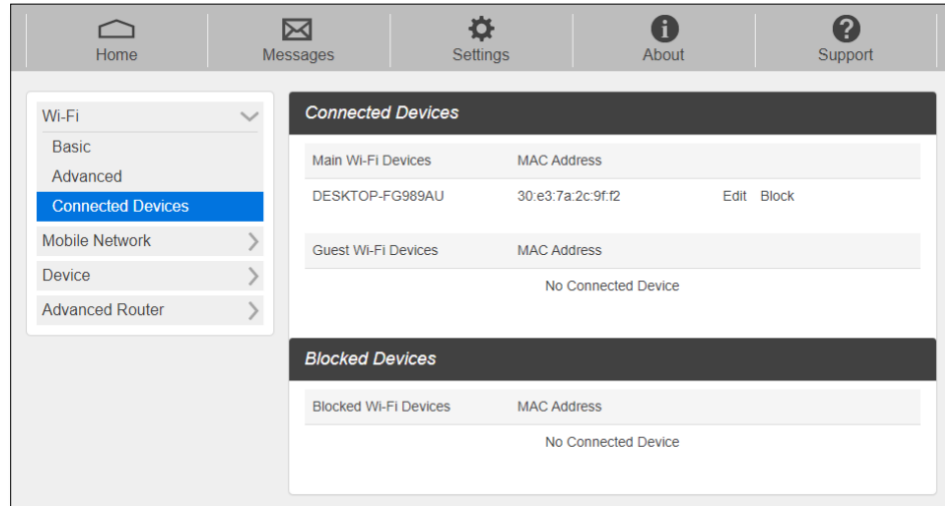 Home Messages Settings About Support
Wi-Fi
Basic
Advanced
Connected Devices
Mobile Network
Device
Advanced Router
Connected Devices
Main Wi-Fi Devices MAC Address
DESKTOP-FG989AU 30:e3:7a:2c:9f:f2 Edit Block
Guest Wi-Fi Devices MAC Address
No Connected Device
Blocked Devices
Blocked Wi-Fi Devices MAC Address
No Connected Device